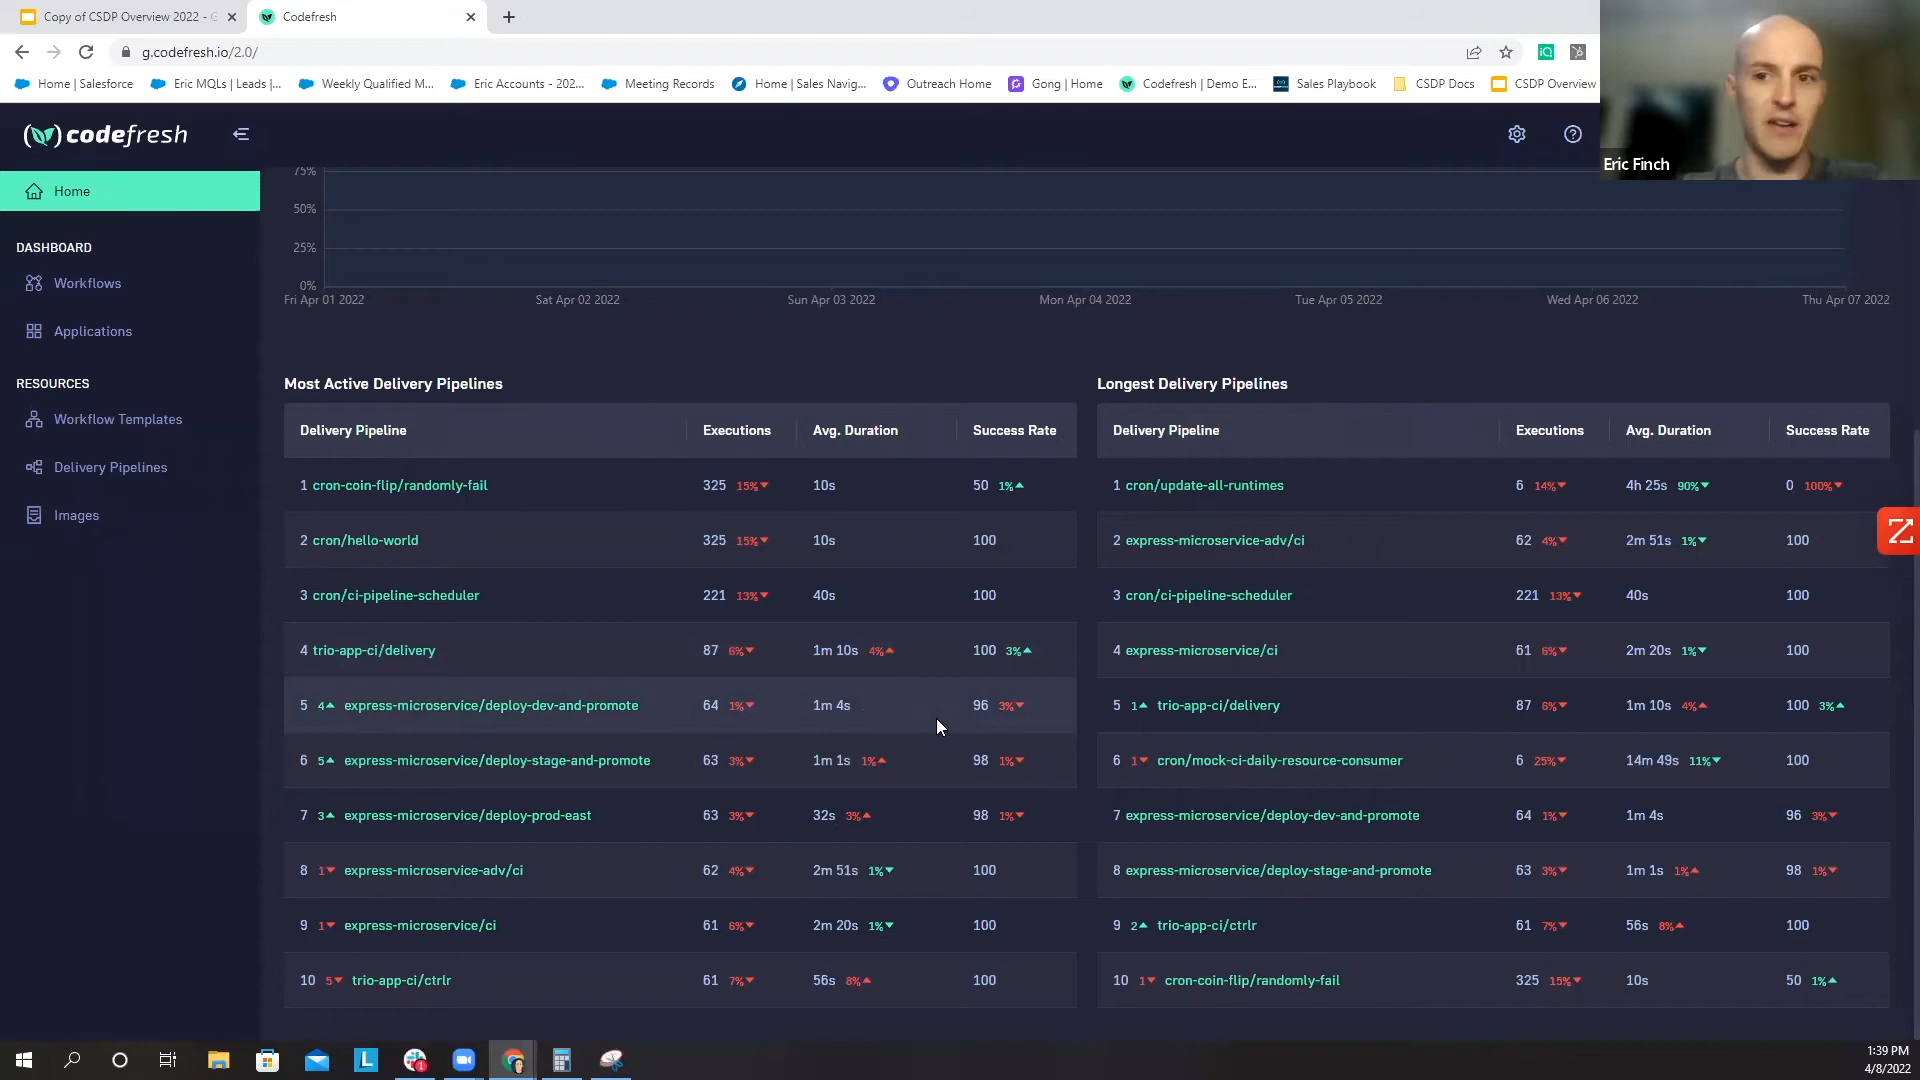 Copy of CSDP Overview 2022 - G
Codefresh
g.codefresh.io/2.0/
Home | Salesforce
Eric MQLs | Leads |...
Weekly Qualified M...
Eric Accounts - 202...
Meeting Records
Home | Sales Navig...
Outreach Home
Gong | Home
Codefresh | Demo E...
Sales Playbook
CSDP Docs
CSDP Overview
codefresh
Eric Finch
Home
DASHBOARD
Workflows
Applications
RESOURCES
Workflow Templates
Delivery Pipelines
Images
75%
50%
25%
0%
Fri Apr 01 2022 Sat Apr 02 2022 Sun Apr 03 2022 Mon Apr 04 2022 Tue Apr 05 2022 Wed Apr 06 2022 Thu Apr 07 2022
Most Active Delivery Pipelines
Delivery Pipeline Executions Avg. Duration Success Rate
1 cron-coin-flip/randomly-fail 325 15% 10s 50 1%
2 cron/hello-world 325 15% 10s 100
3 cron/ci-pipeline-scheduler 221 13% 40s 100
4 trio-app-ci/delivery 87 6% 1m 10s 4% 100 3%
5 4 express-microservice/deploy-dev-and-promote 64 1% 1m 4s 96 3%
6 5 express-microservice/deploy-stage-and-promote 63 3% 1m 1s 1% 98 1%
7 3 express-microservice/deploy-prod-east 63 3% 32s 3% 98 1%
8 1 express-microservice-adv/ci 62 4% 2m 51s 1% 100
9 1 express-microservice/ci 61 6% 2m 20s 1% 100
10 5 trio-app-ci/ctrlr 61 7% 56s 8% 100
Longest Delivery Pipelines
Delivery Pipeline Executions Avg. Duration Success Rate
1 cron/update-all-runtimes 6 14% 4h 25s 90% 0 100%
2 express-microservice-adv/ci 62 4% 2m 51s 1% 100
3 cron/ci-pipeline-scheduler 221 13% 40s 100
4 express-microservice/ci 61 6% 2m 20s 1% 100
5 1 trio-app-ci/delivery 87 6% 1m 10s 4% 100 3%
6 1 cron/mock-ci-daily-resource-consumer 6 25% 14m 49s 11% 100
7 express-microservice/deploy-dev-and-promote 64 1% 1m 4s 96 3%
8 express-microservice/deploy-stage-and-promote 63 3% 1m 1s 1% 98 1%
9 2 trio-app-ci/ctrlr 61 7% 56s 8% 100
10 1 cron-coin-flip/randomly-fail 325 15% 10s 50 1%
1:39 PM
4/8/2022